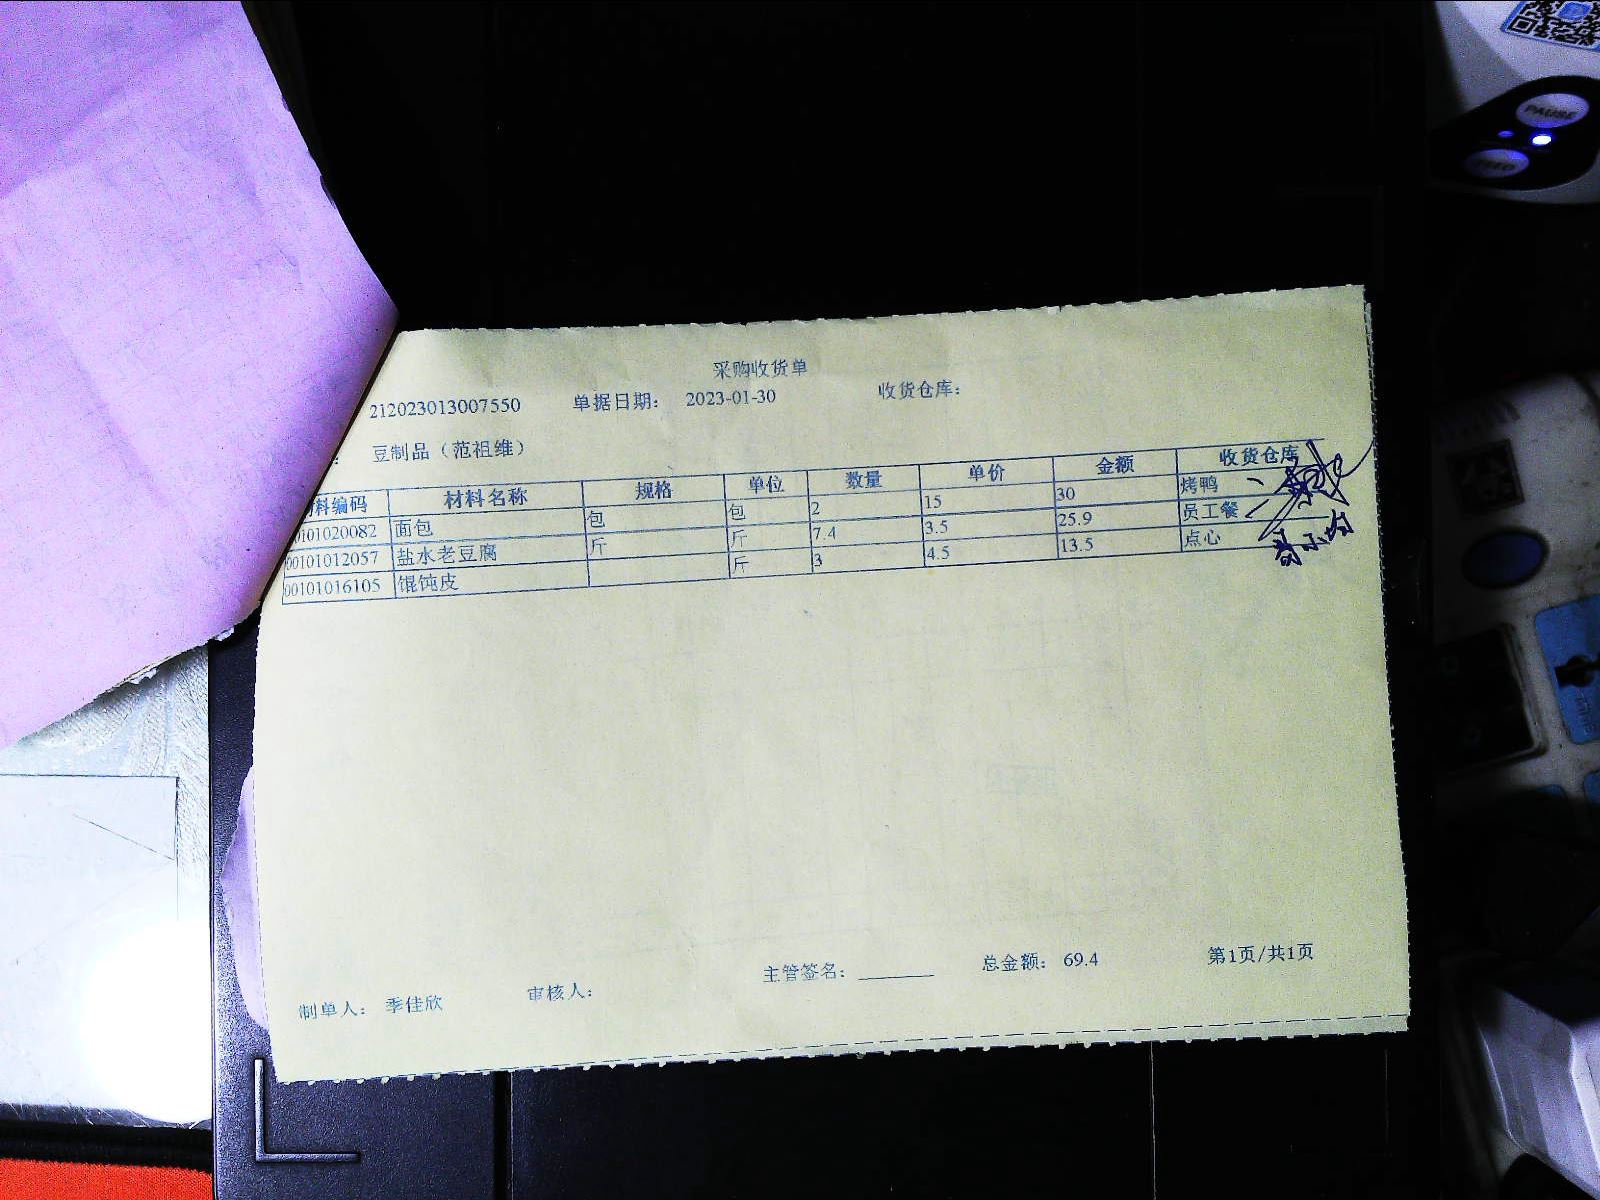 PAUSE
采购收货单
212023013007550 单据日期： 2023-01-30 收货仓库：
： 豆制品（范祖维）
料编码 材料名称 规格 单位 数量 单价 金额 收货仓库
00101020082 面包 包 包 2 15 30 烤鸭
00101012057 盐水老豆腐 斤 斤 7.4 3.5 25.9 员工餐
00101016105 馄饨皮 斤 3 4.5 13.5 点心
制单人： 季佳欣 审核人： 主管签名： 总金额： 69.4 第1页/共1页